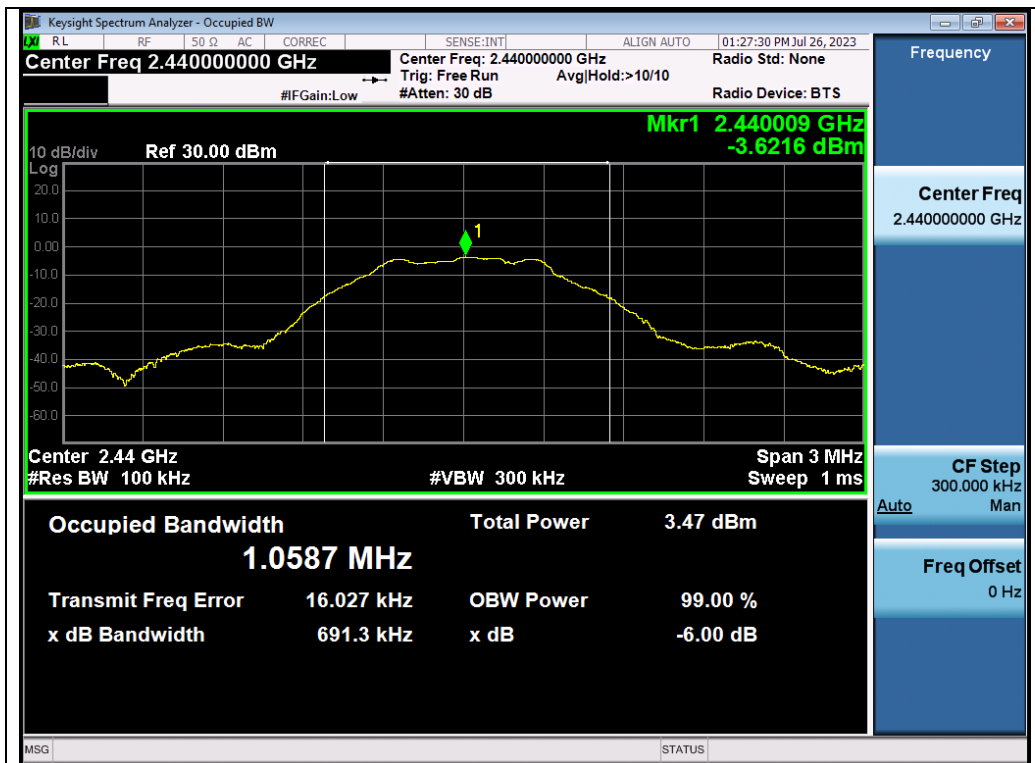 Keysight Spectrum Analyzer - Occupied BW
LXI RL RF 50 Ω AC CORREC SENSE:INT ALIGN AUTO 01:27:30 PM Jul 26, 2023
Center Freq 2.440000000 GHz
#IFGain:Low
Center Freq: 2.440000000 GHz
Trig: Free Run Avg|Hold:>10/10
#Atten: 30 dB
Radio Std: None
Radio Device: BTS
Mkr1 2.440009 GHz
-3.6216 dBm
10 dB/div Ref 30.00 dBm
Log
20.0
10.0
0.00
-10.0
-20.0
-30.0
-40.0
-50.0
-60.0
1
Center 2.44 GHz Span 3 MHz
#Res BW 100 kHz #VBW 300 kHz Sweep 1 ms
Occupied Bandwidth Total Power 3.47 dBm
1.0587 MHz
Transmit Freq Error 16.027 kHz OBW Power 99.00 %
x dB Bandwidth 691.3 kHz x dB -6.00 dB
Frequency
Center Freq
2.440000000 GHz
CF Step
300.000 kHz
Auto Man
Freq Offset
0 Hz
MSG STATUS